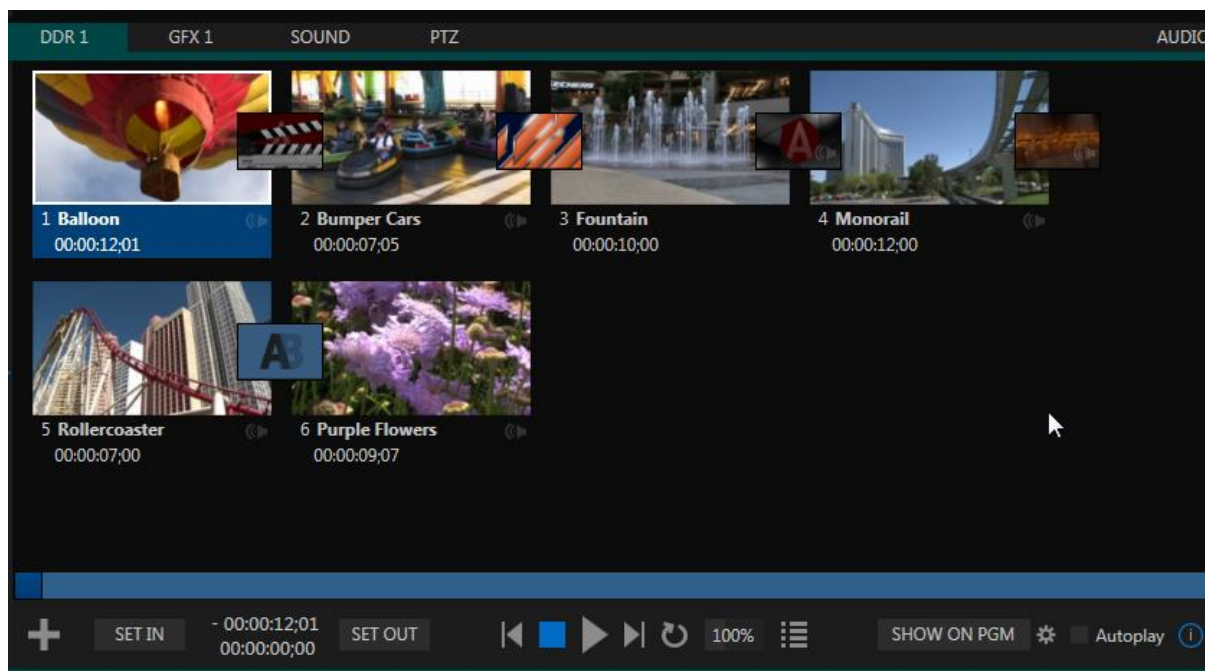 DDR 1 GFX 1 SOUND PTZ AUDIO
1 Balloon 2 Bumper Cars 3 Fountain 4 Monorail
00:00:12;01 00:00:07;05 00:00:10;00 00:00:12;00
A
AB
5 Rollercoaster 6 Purple Flowers
00:00:07;00 00:00:09;07
SET IN - 00:00:12;01 SET OUT 100% SHOW ON PGM Autoplay i
00:00:00;00